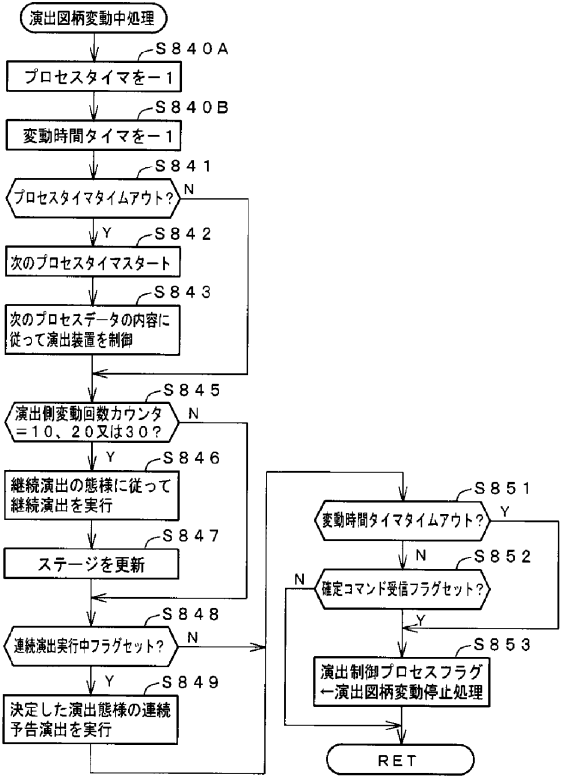 演出図柄変動中処理
S840A
プロセスタイマを－1
S840B
変動時間タイマを－1
S841
プロセスタイマタイムアウト?
N
Y
S842
次のプロセスタイマスタート
S843
次のプロセスデータの内容に
従って演出装置を制御
S845
演出側変動回数カウンタ
＝10、20又は30?
N
Y
S846
継続演出の態様に従って
継続演出を実行
S847
ステージを更新
S848
連続演出実行中フラグセット?
N
Y
S849
決定した演出態様の連続
予告演出を実行
S851
変動時間タイマタイムアウト?
Y
N
S852
確定コマンド受信フラグセット?
N
Y
S853
演出制御プロセスフラグ
←演出図柄変動停止処理
RET